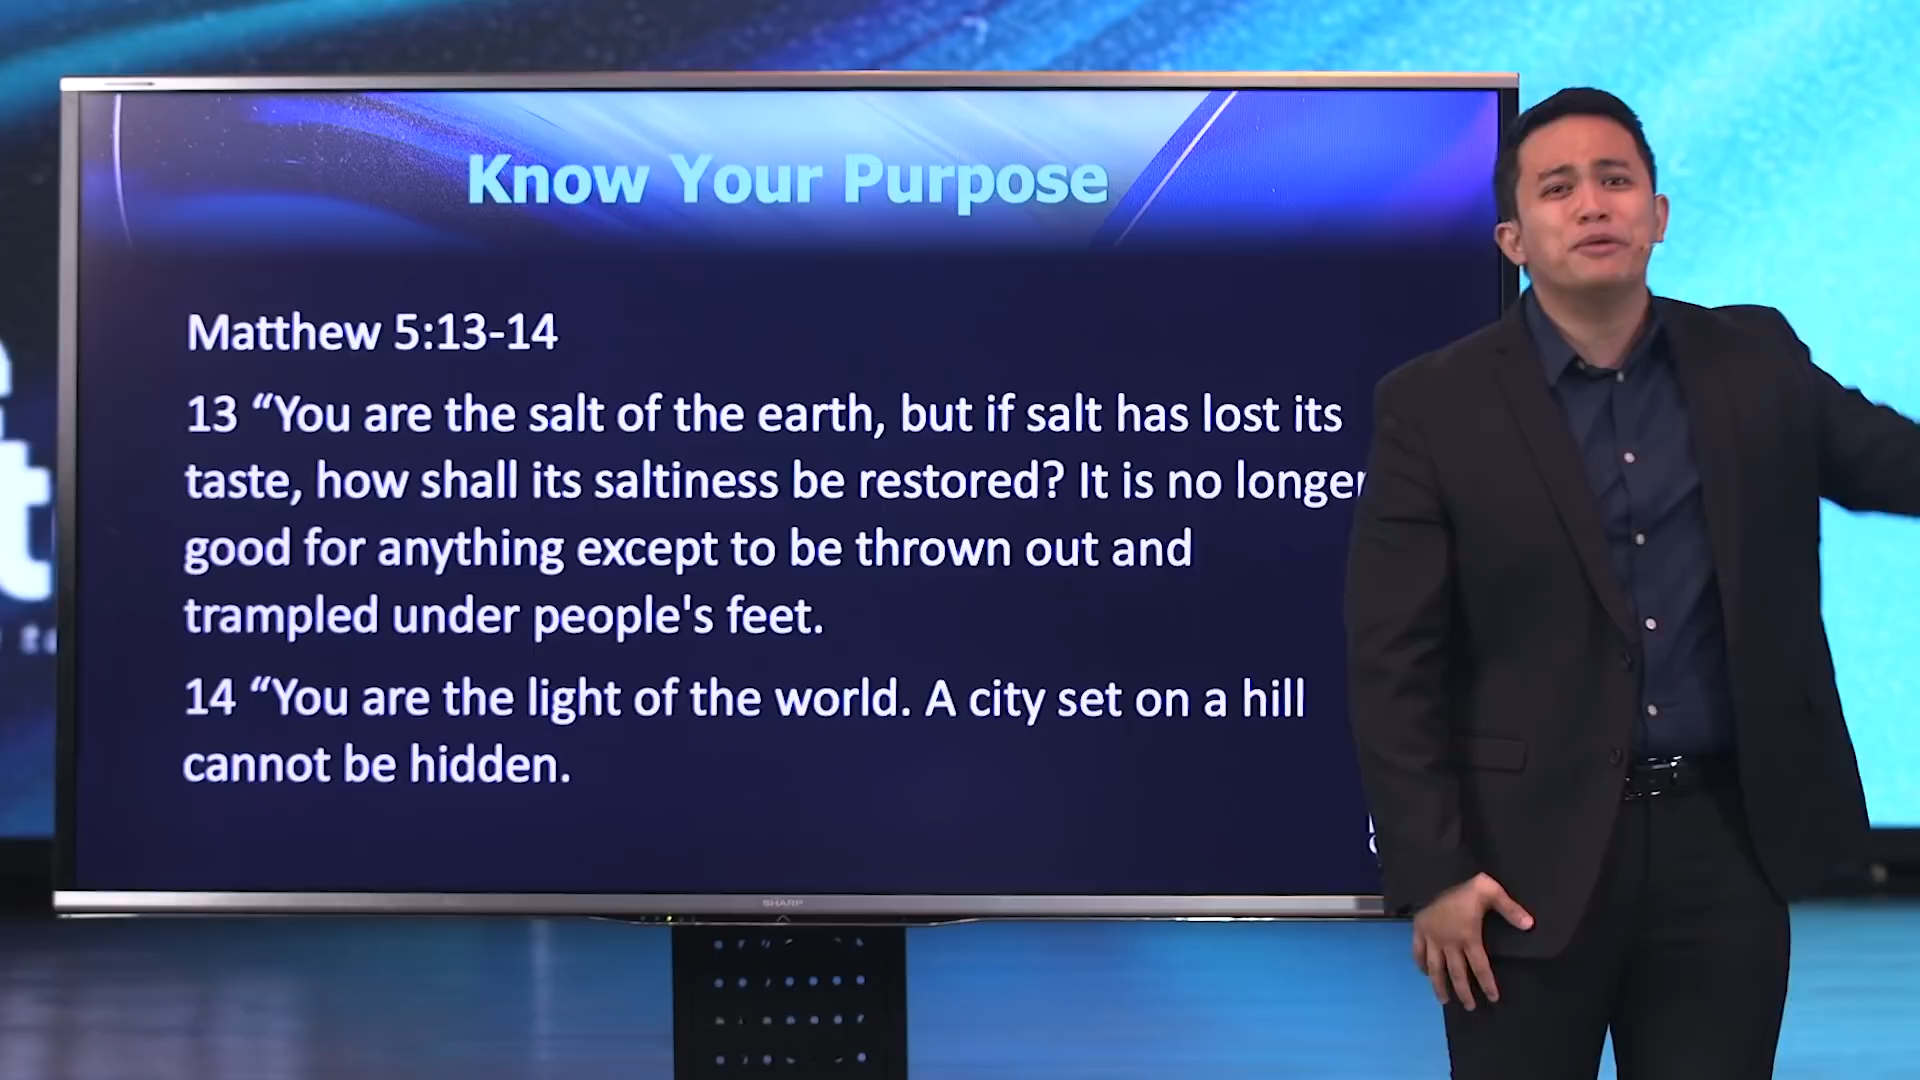 Know Your Purpose
Matthew 5:13-14
13 “You are the salt of the earth, but if salt has lost its
taste, how shall its saltiness be restored? It is no longer
good for anything except to be thrown out and
trampled under people's feet.
14 “You are the light of the world. A city set on a hill
cannot be hidden.
SHARP